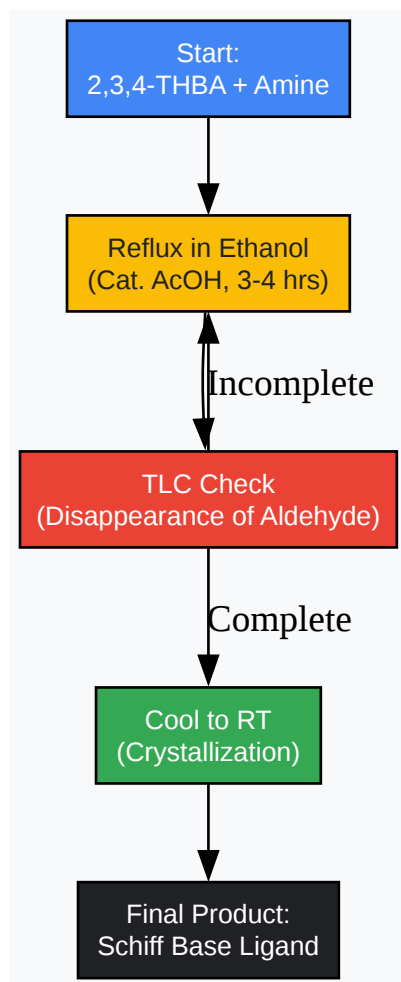 Start:
2,3,4-THBA + Amine
Reflux in Ethanol
(Cat. AcOH, 3-4 hrs)
Incomplete
TLC Check
(Disappearance of Aldehyde)
Complete
Cool to RT
(Crystallization)
Final Product:
Schiff Base Ligand